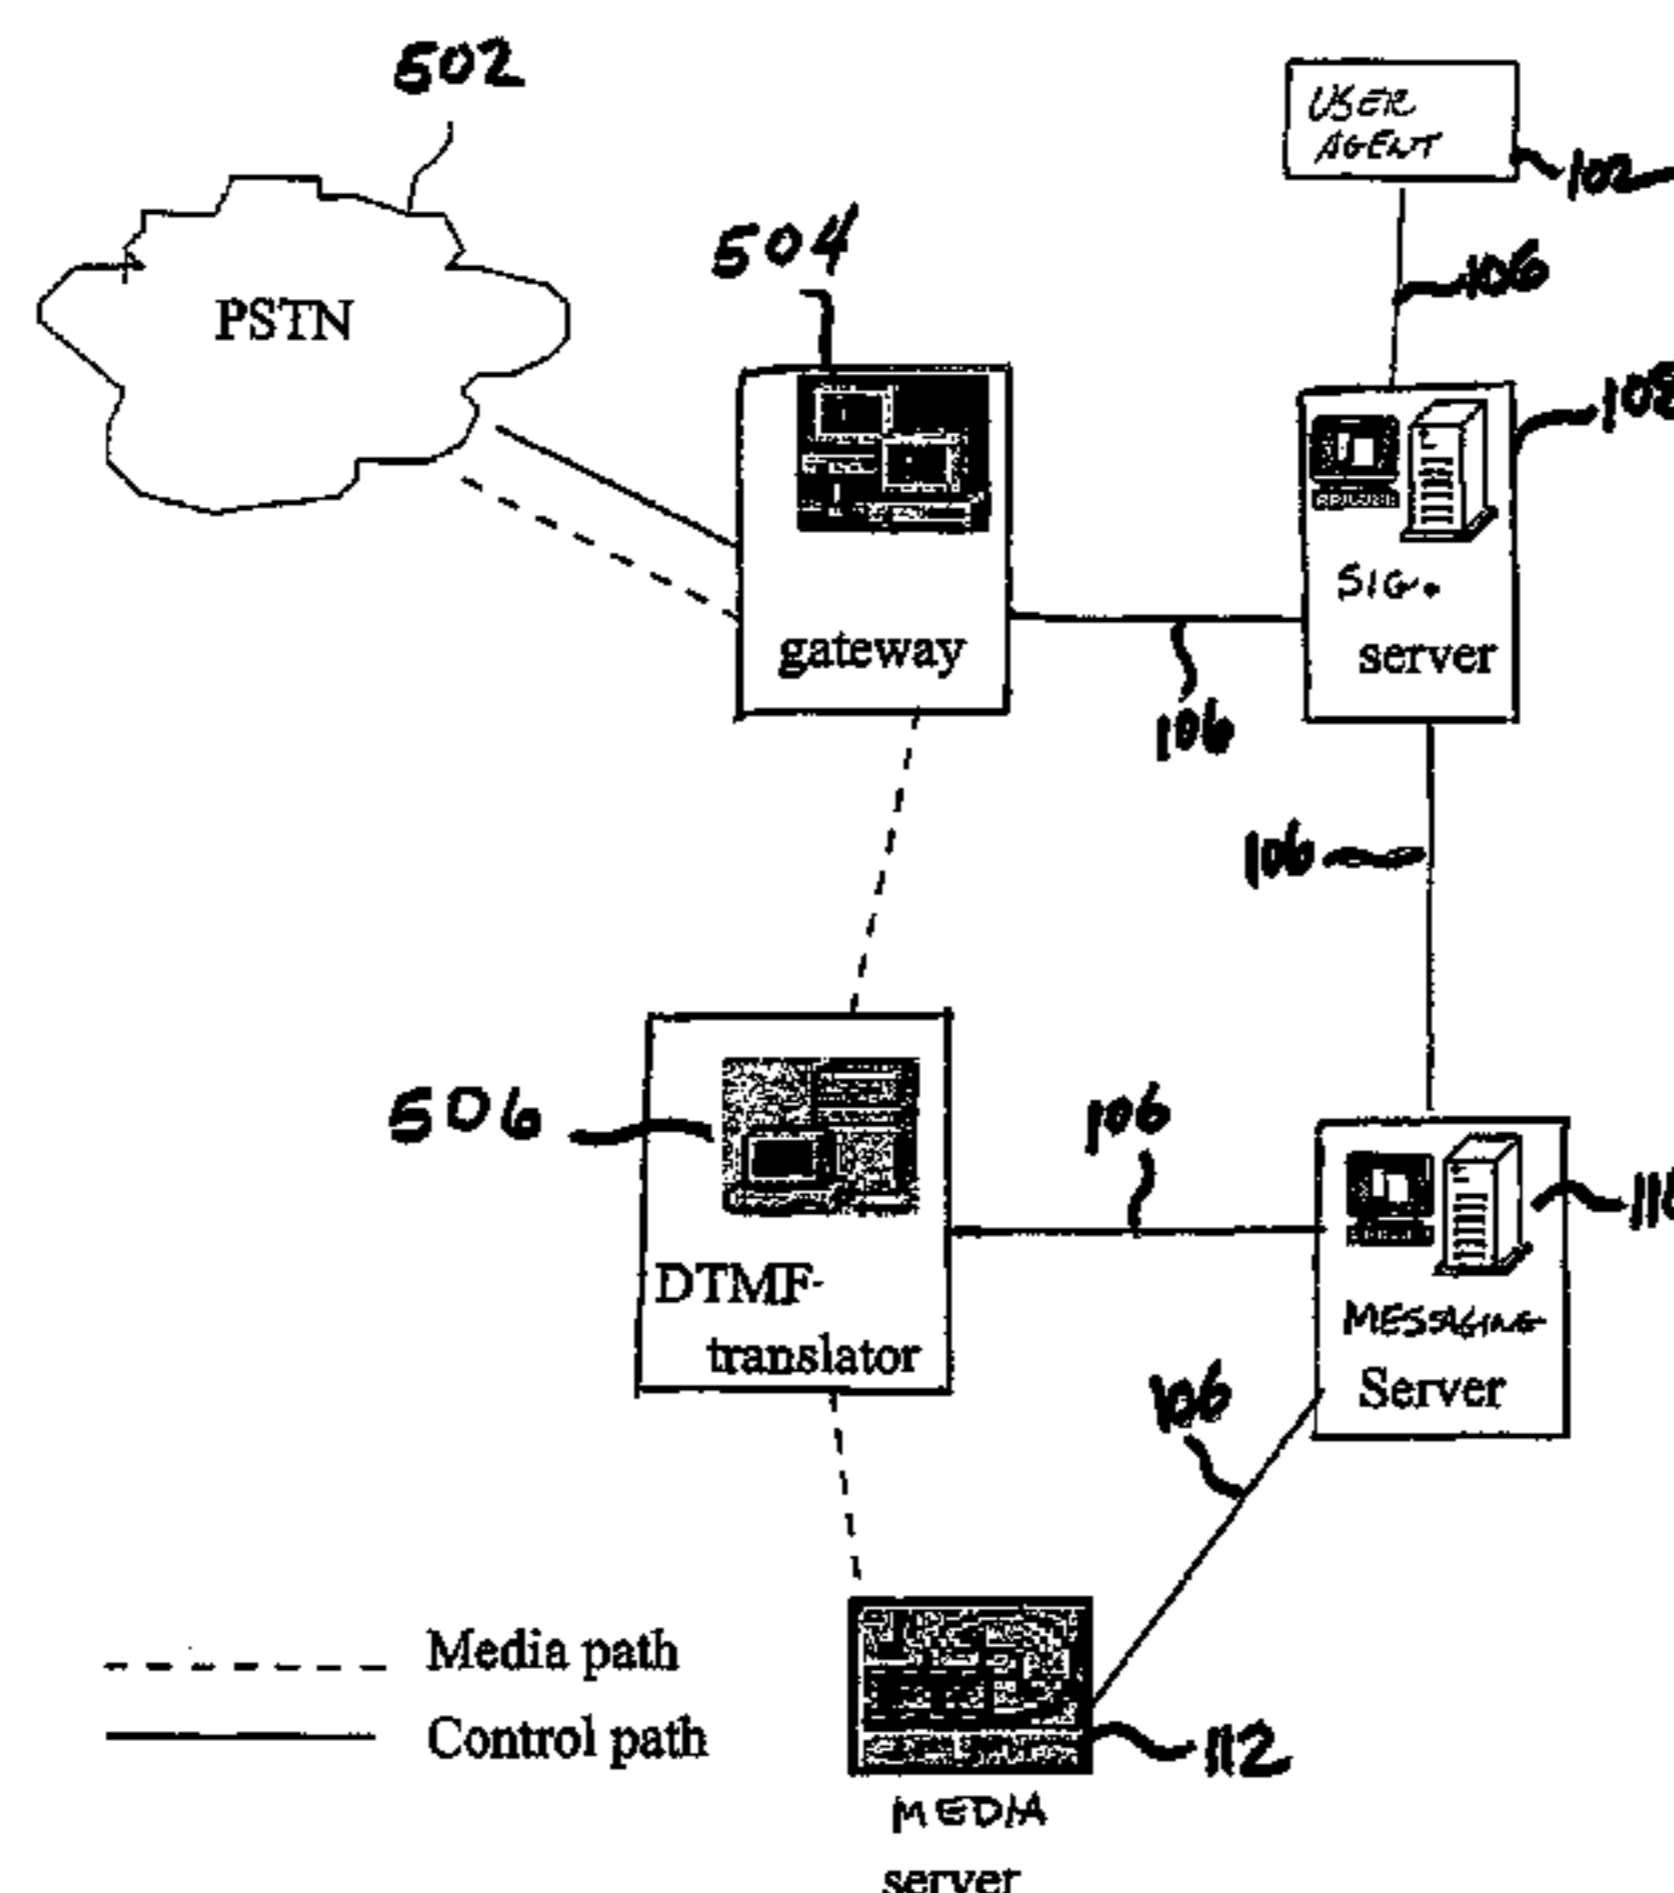 502
USER
AGENT
102
504
106
PSTN
108
SIG.
server
gateway
106
106
506
106
110
DTMF-
translator
MESSAGING
Server
106
Media path
Control path
112
MEDIA
server